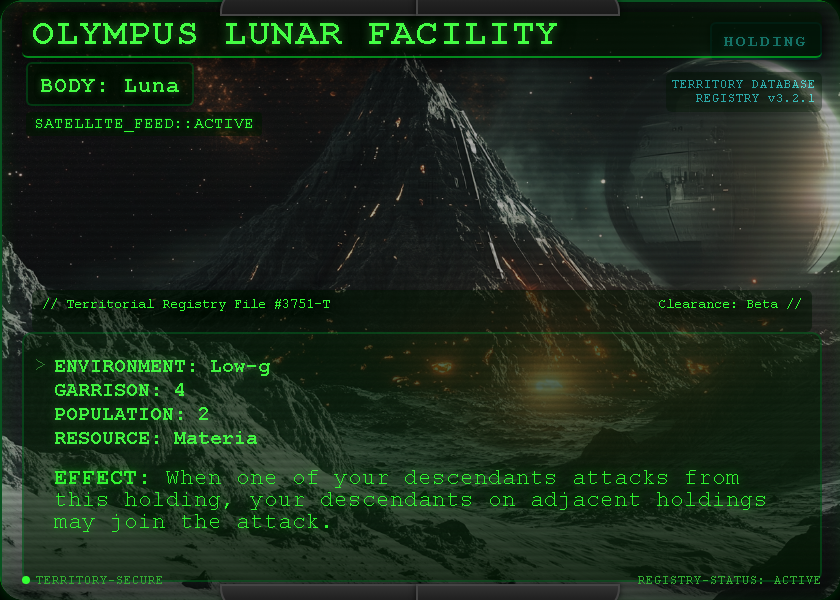 OLYMPUS LUNAR FACILITY
HOLDING
BODY: Luna
TERRITORY DATABASE
REGISTRY v3.2.1
SATELLITE_FEED::ACTIVE
// Territorial Registry File #3751-T
Clearance: Beta //
> ENVIRONMENT: Low-g
GARRISON: 4
POPULATION: 2
RESOURCE: Materia
EFFECT: When one of your descendants attacks from
this holding, your descendants on adjacent holdings
may join the attack.
TERRITORY-SECURE
REGISTRY-STATUS: ACTIVE